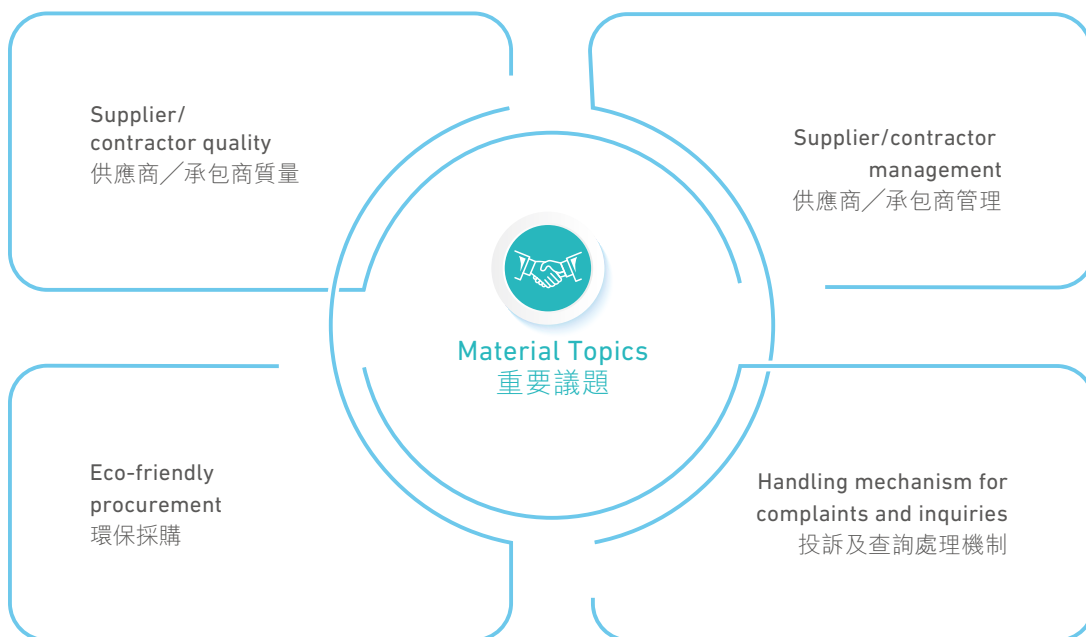 Supplier/
contractor quality
供應商／承包商質量
Supplier/contractor
management
供應商／承包商管理
Material Topics
重要議題
Eco-friendly
procurement
環保採購
Handling mechanism for
complaints and inquiries
投訴及查詢處理機制